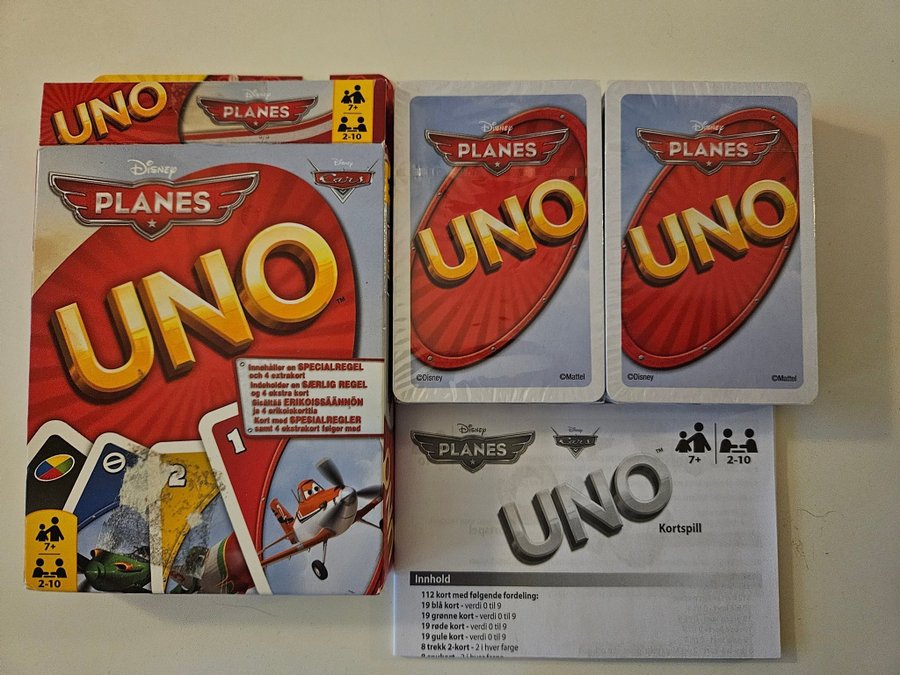 UNO
Disney
PLANES
7+
2-10
Disney
PLANES
Disney
Cars
UNO
TM
Innehåller en SPECIALREGEL
och 4 extrakort
Indeholder en SÆRLIG REGEL
og 4 ekstra kort
Sisältää ERIKOISSÄÄNNÖN
ja 4 erikoiskorttia
Kort med SPESIALREGLER
samt 4 ekstrakort følger med
2
1
7+
2-10
Disney
PLANES
UNO
©Disney
©Mattel
Disney
PLANES
UNO
©Disney
©Mattel
Disney
PLANES
Disney
Cars
7+
2-10
UNO
TM
Kortspill
Innhold
112 kort med følgende fordeling:
19 blå kort - verdi 0 til 9
19 grønne kort - verdi 0 til 9
19 røde kort - verdi 0 til 9
19 gule kort - verdi 0 til 9
8 trekk 2-kort - 2 i hver farge